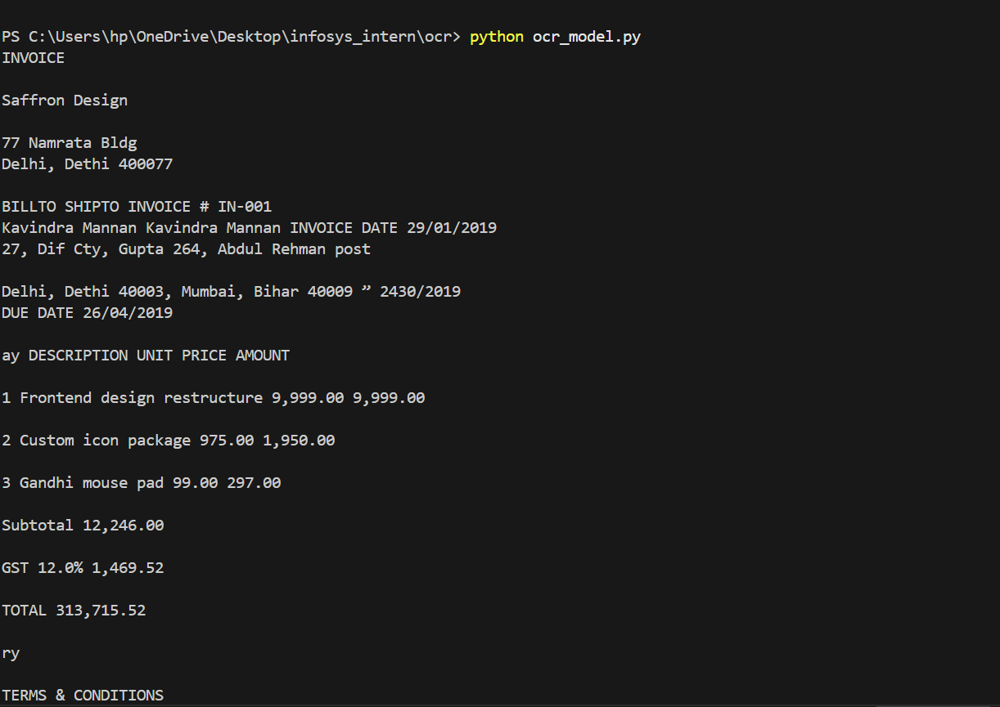 PS C:\Users\hp\OneDrive\Desktop\infosys_intern\ocr> python ocr_model.py
INVOICE
Saffron Design
77 Namrata Bldg
Delhi, Dethi 400077
BILLTO SHIPTO INVOICE # IN-001
Kavindra Mannan Kavindra Mannan INVOICE DATE 29/01/2019
27, Dif Cty, Gupta 264, Abdul Rehman post
Delhi, Dethi 40003, Mumbai, Bihar 40009 ” 2430/2019
DUE DATE 26/04/2019
ay DESCRIPTION UNIT PRICE AMOUNT
1 Frontend design restructure 9,999.00 9,999.00
2 Custom icon package 975.00 1,950.00
3 Gandhi mouse pad 99.00 297.00
Subtotal 12,246.00
GST 12.0% 1,469.52
TOTAL 313,715.52
ry
TERMS & CONDITIONS